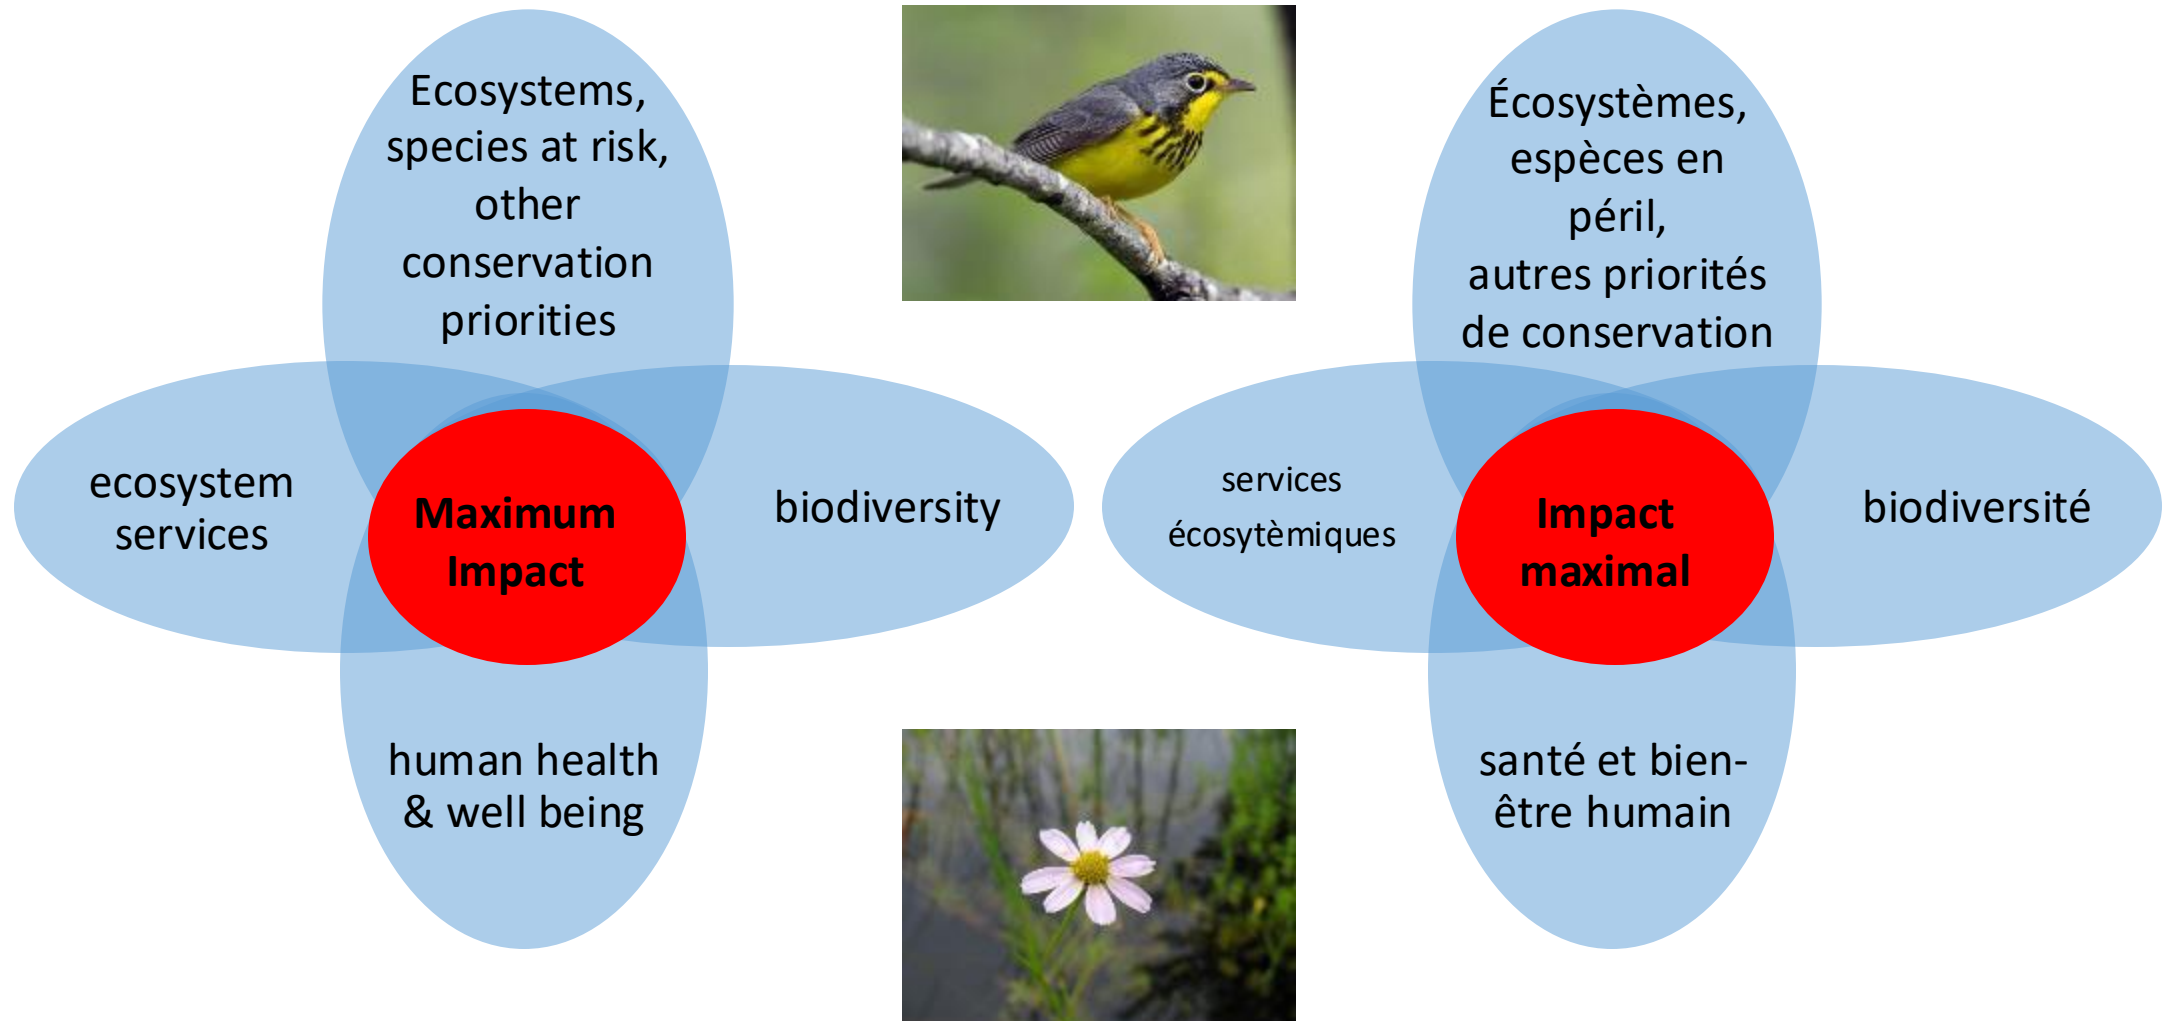 Ecosystems,
species at risk,
other
conservation
priorities
ecosystem
services
Maximum
Impact
biodiversity
human health
& well being
Écosystèmes,
espèces en
péril,
autres priorités
de conservation
services
écosytèmiques
Impact
maximal
biodiversité
santé et bien-
être humain